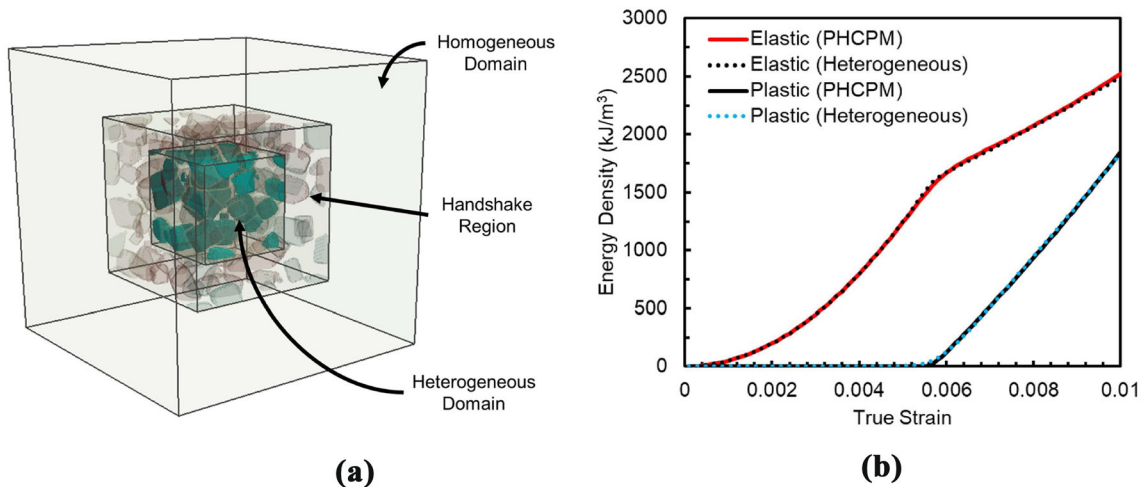 Homogeneous
Domain
Handshake
Region
Heterogeneous
Domain
(a)
3000
2500
2000
1500
1000
500
0
Energy Density (kJ/m³)
Elastic (PHCPM)
Elastic (Heterogeneous)
Plastic (PHCPM)
Plastic (Heterogeneous)
0 0.002 0.004 0.006 0.008 0.01
True Strain
(b)